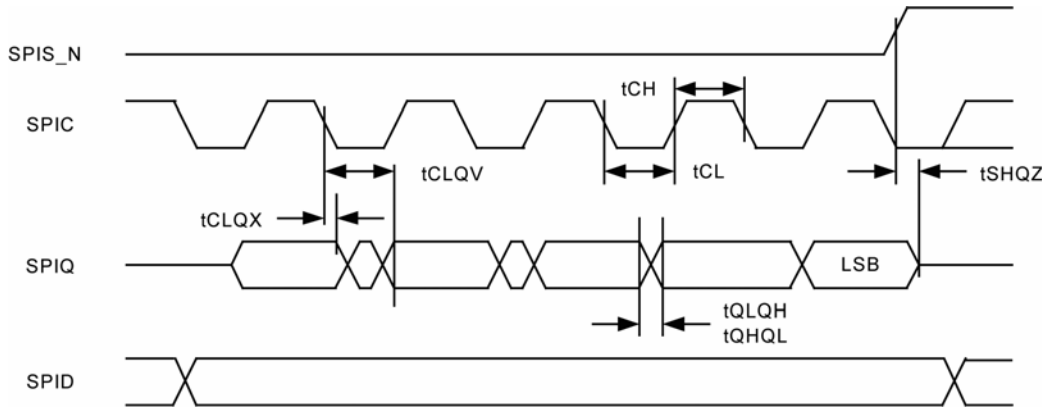 SPIS_N
tCH
SPIC
tCLQV
tCL
tSHQZ
tCLQX
SPIQ
LSB
tQLQH
tQHQL
SPID